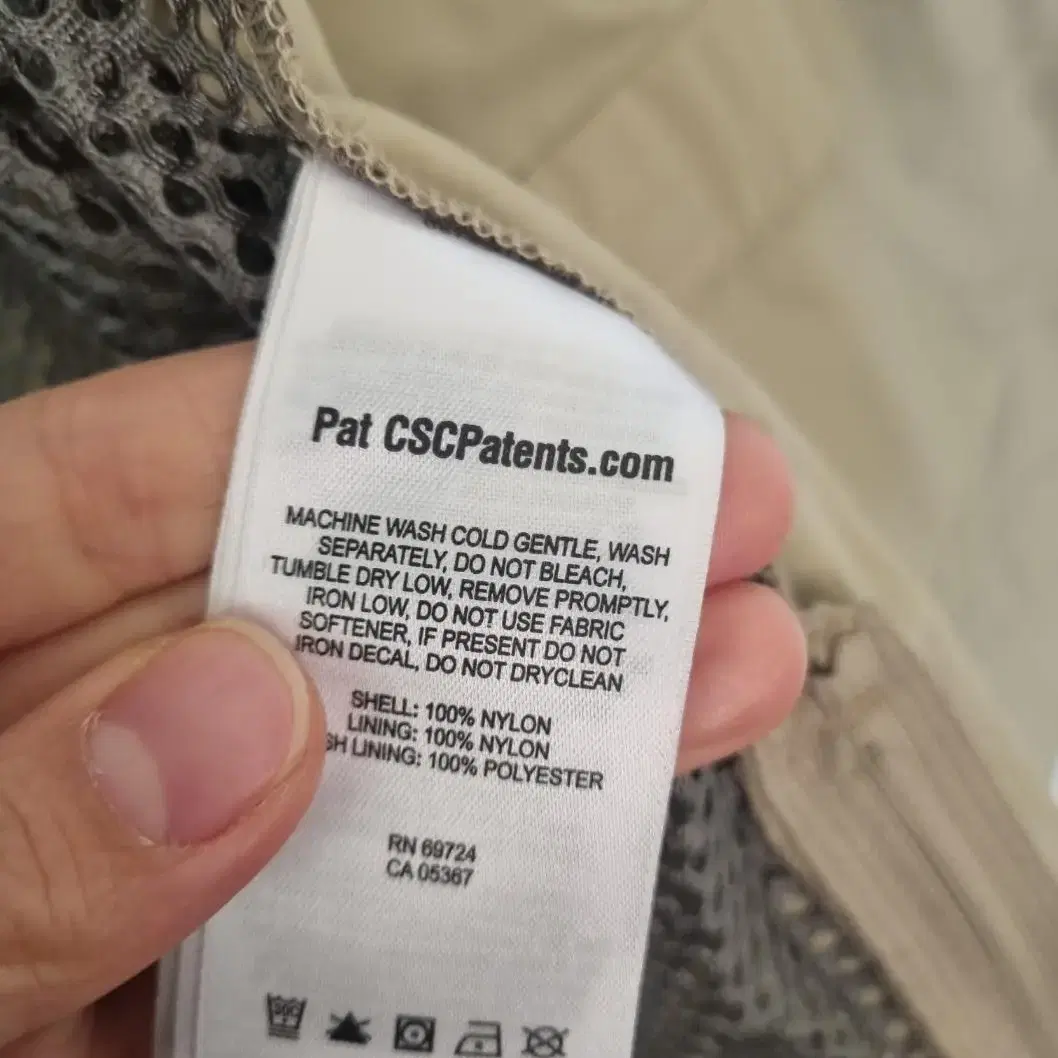 Pat CSCPatents.com
MACHINE WASH COLD GENTLE, WASH
SEPARATELY, DO NOT BLEACH,
TUMBLE DRY LOW, REMOVE PROMPTLY,
IRON LOW, DO NOT USE FABRIC
SOFTENER, IF PRESENT DO NOT
IRON DECAL, DO NOT DRYCLEAN
SHELL: 100% NYLON
LINING: 100% NYLON
SH LINING: 100% POLYESTER
RN 69724
CA 05367